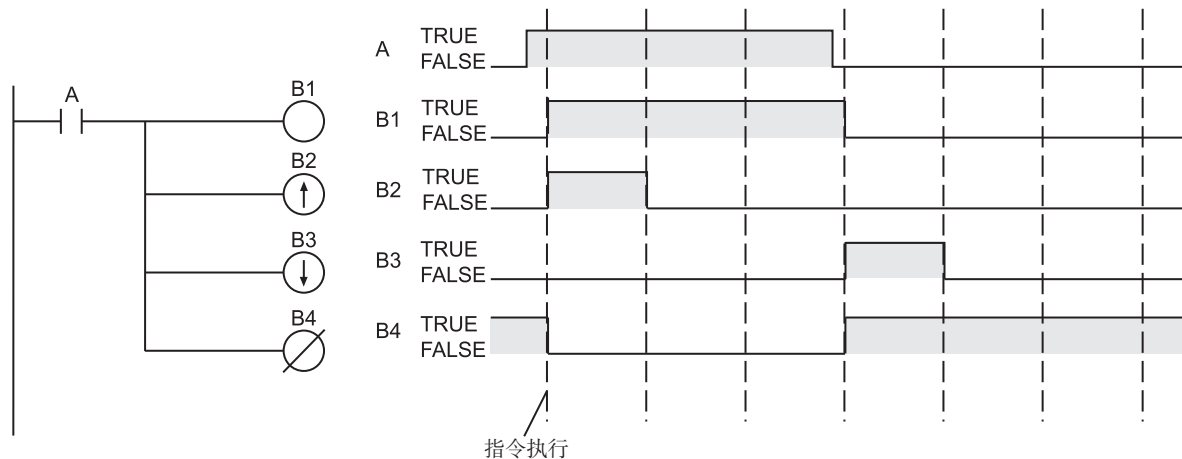 A
B1
B2
B3
B4
A
TRUE
FALSE
B1
TRUE
FALSE
B2
TRUE
FALSE
B3
TRUE
FALSE
B4
TRUE
FALSE
指令执行